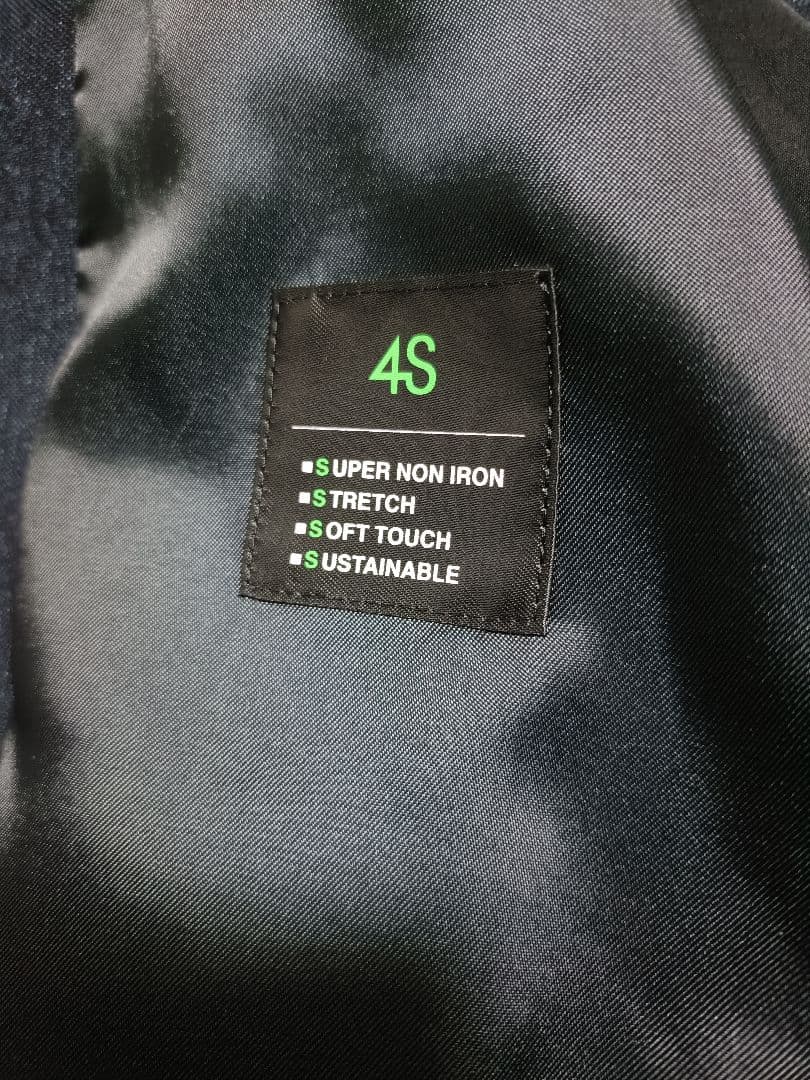 4S
■SUPER NON IRON
■STRETCH
■SOFT TOUCH
■SUSTAINABLE